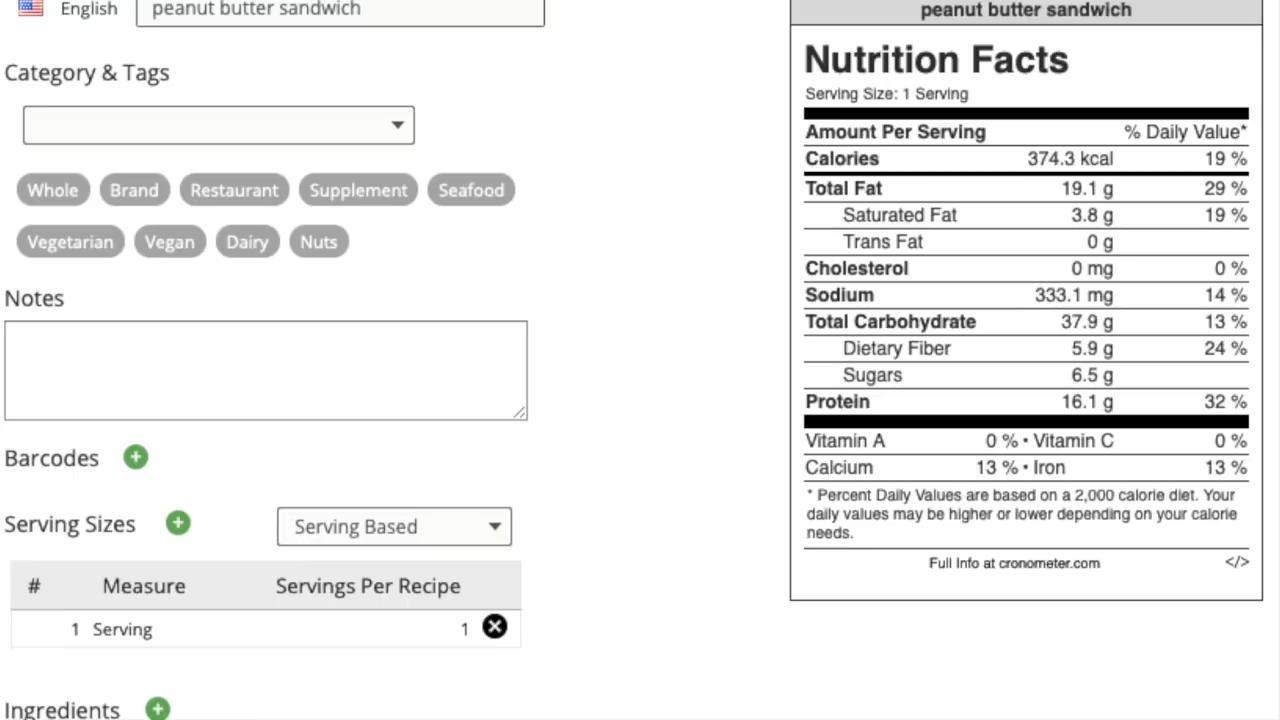 English
peanut butter sandwich
Category & Tags
Whole
Brand
Restaurant
Supplement
Seafood
Vegetarian
Vegan
Dairy
Nuts
Notes
Barcodes
Serving Sizes
Serving Based
# Measure Servings Per Recipe
1 Serving 1
Ingredients
peanut butter sandwich
Nutrition Facts
Serving Size: 1 Serving
Amount Per Serving % Daily Value*
Calories 374.3 kcal 19 %
Total Fat 19.1 g 29 %
Saturated Fat 3.8 g 19 %
Trans Fat 0 g
Cholesterol 0 mg 0 %
Sodium 333.1 mg 14 %
Total Carbohydrate 37.9 g 13 %
Dietary Fiber 5.9 g 24 %
Sugars 6.5 g
Protein 16.1 g 32 %
Vitamin A 0 % • Vitamin C 0 %
Calcium 13 % • Iron 13 %
* Percent Daily Values are based on a 2,000 calorie diet. Your
daily values may be higher or lower depending on your calorie
needs.
Full Info at cronometer.com </>